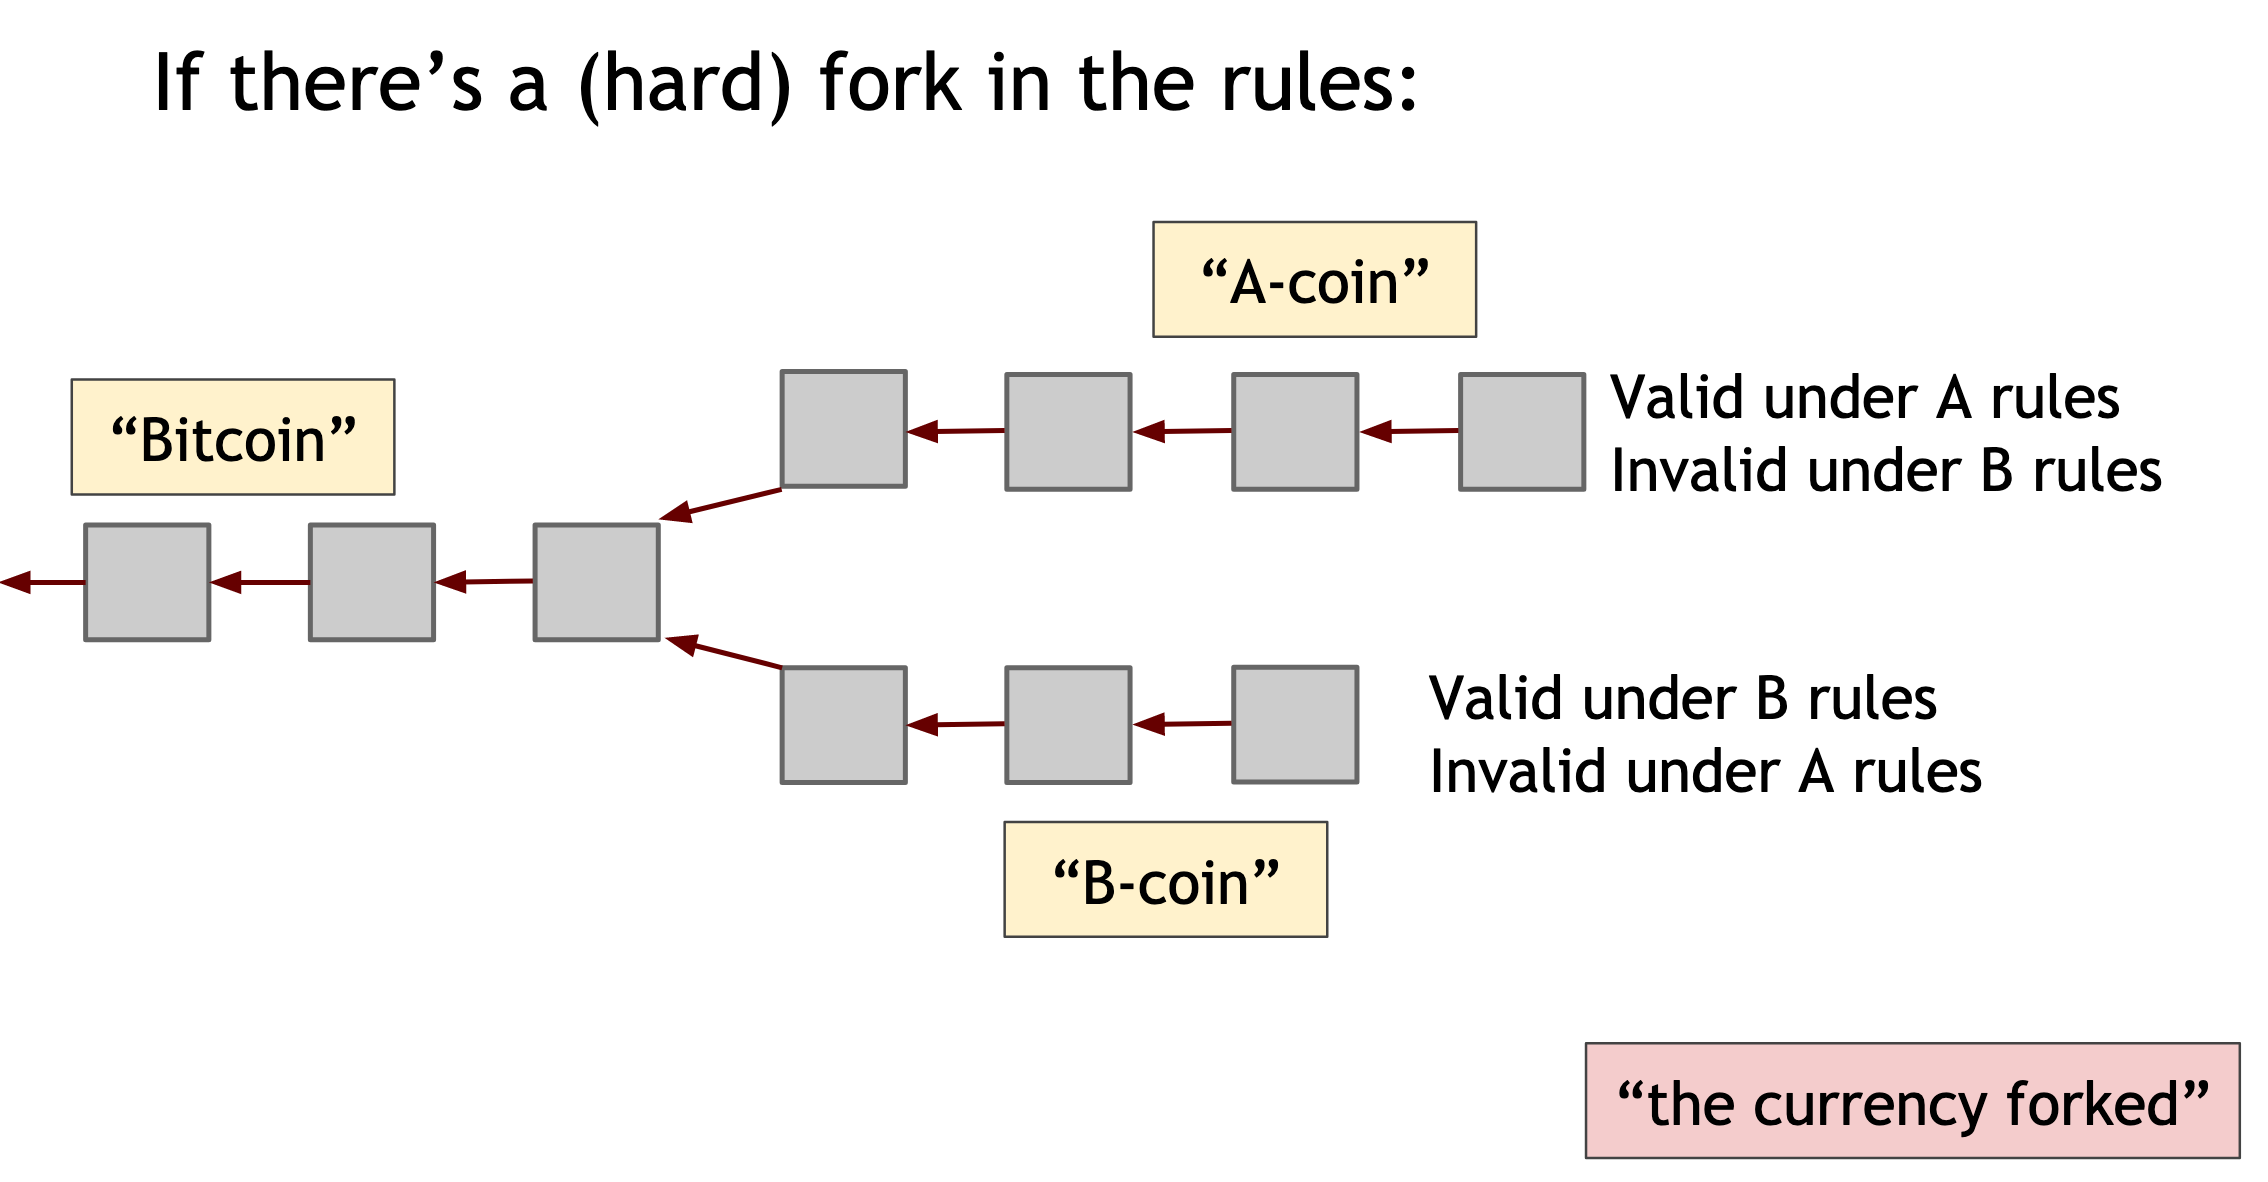 If there’s a (hard) fork in the rules:
“A-coin”
“Bitcoin”
Valid under A rules
Invalid under B rules
Valid under B rules
Invalid under A rules
“B-coin”
“the currency forked”